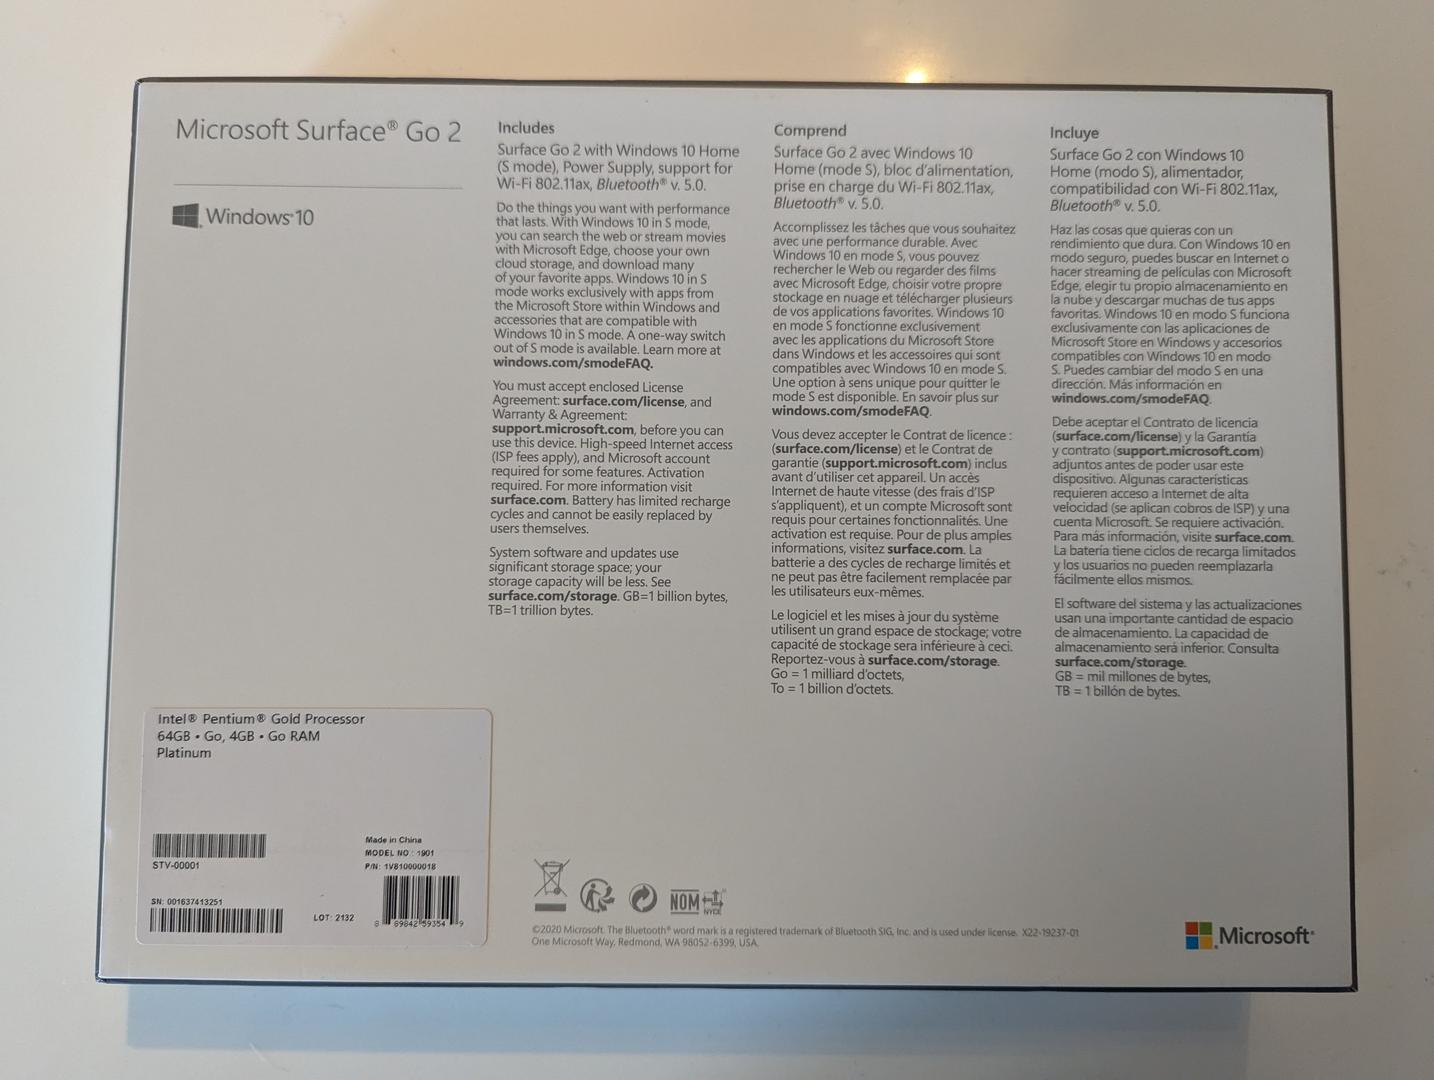 Microsoft Surface® Go 2
Windows 10
Includes
Surface Go 2 with Windows 10 Home
(S mode), Power Supply, support for
Wi-Fi 802.11ax, Bluetooth® v. 5.0.
Do the things you want with performance
that lasts. With Windows 10 in S mode,
you can search the web or stream movies
with Microsoft Edge, choose your own
cloud storage, and download many
of your favorite apps. Windows 10 in S
mode works exclusively with apps from
the Microsoft Store within Windows and
accessories that are compatible with
Windows 10 in S mode. A one-way switch
out of S mode is available. Learn more at
windows.com/smodeFAQ.
You must accept enclosed License
Agreement: surface.com/license, and
Warranty & Agreement:
support.microsoft.com, before you can
use this device. High-speed Internet access
(ISP fees apply), and Microsoft account
required for some features. Activation
required. For more information visit
surface.com. Battery has limited recharge
cycles and cannot be easily replaced by
users themselves.
System software and updates use
significant storage space; your
storage capacity will be less. See
surface.com/storage. GB=1 billion bytes,
TB=1 trillion bytes.
Comprend
Surface Go 2 avec Windows 10
Home (mode S), bloc d'alimentation,
prise en charge du Wi-Fi 802.11ax,
Bluetooth® v. 5.0.
Accomplissez les tâches que vous souhaitez
avec une performance durable. Avec
Windows 10 en mode S, vous pouvez
rechercher le Web ou regarder des films
avec Microsoft Edge, choisir votre propre
stockage en nuage et télécharger plusieurs
de vos applications favorites. Windows 10
en mode S fonctionne exclusivement
avec les applications du Microsoft Store
dans Windows et les accessoires qui sont
compatibles avec Windows 10 en mode S.
Une option à sens unique pour quitter le
mode S est disponible. En savoir plus sur
windows.com/smodeFAQ.
Vous devez accepter le Contrat de licence :
(surface.com/license) et le Contrat de
garantie (support.microsoft.com) inclus
avant d'utiliser cet appareil. Un accès
Internet de haute vitesse (des frais d'ISP
s'appliquent), et un compte Microsoft sont
requis pour certaines fonctionnalités. Une
activation est requise. Pour de plus amples
informations, visitez surface.com. La
batterie a des cycles de recharge limités et
ne peut pas être facilement remplacée par
les utilisateurs eux-mêmes.
Le logiciel et les mises à jour du système
utilisent un grand espace de stockage; votre
capacité de stockage sera inférieure à ceci.
Reportez-vous à surface.com/storage.
Go = 1 milliard d'octets,
To = 1 billion d'octets.
Incluye
Surface Go 2 con Windows 10
Home (modo S), alimentador,
compatibilidad con Wi-Fi 802.11ax,
Bluetooth® v. 5.0.
Haz las cosas que quieras con un
rendimiento que dura. Con Windows 10 en
modo seguro, puedes buscar en Internet o
hacer streaming de películas con Microsoft
Edge, elegir tu propio almacenamiento en
la nube y descargar muchas de tus apps
favoritas. Windows 10 en modo S funciona
exclusivamente con las aplicaciones de
Microsoft Store en Windows y accesorios
compatibles con Windows 10 en modo
S. Puedes cambiar del modo S en una
dirección. Más información en
windows.com/smodeFAQ.
Debe aceptar el Contrato de licencia
(surface.com/license) y la Garantía
y contrato (support.microsoft.com)
adjuntos antes de poder usar este
dispositivo. Algunas características
requieren acceso a Internet de alta
velocidad (se aplican cobros de ISP) y una
cuenta Microsoft. Se requiere activación.
Para más información, visite surface.com.
La batería tiene ciclos de recarga limitados
y los usuarios no pueden reemplazarla
fácilmente ellos mismos.
El software del sistema y las actualizaciones
usan una importante cantidad de espacio
de almacenamiento. La capacidad de
almacenamiento será inferior. Consulta
surface.com/storage.
GB = mil millones de bytes,
TB = 1 billón de bytes.
Intel® Pentium® Gold Processor
64GB • Go, 4GB • Go RAM
Platinum
STV-00001
SN: 001637413251
LOT: 2132
Made in China
MODEL NO : 1901
P/N: 1V810000018
8 89842 59354 9
NOM
NYCE
©2020 Microsoft. The Bluetooth® word mark is a registered trademark of Bluetooth SIG, Inc. and is used under license. X22-19237-01
One Microsoft Way, Redmond, WA 98052-6399, USA.
Microsoft